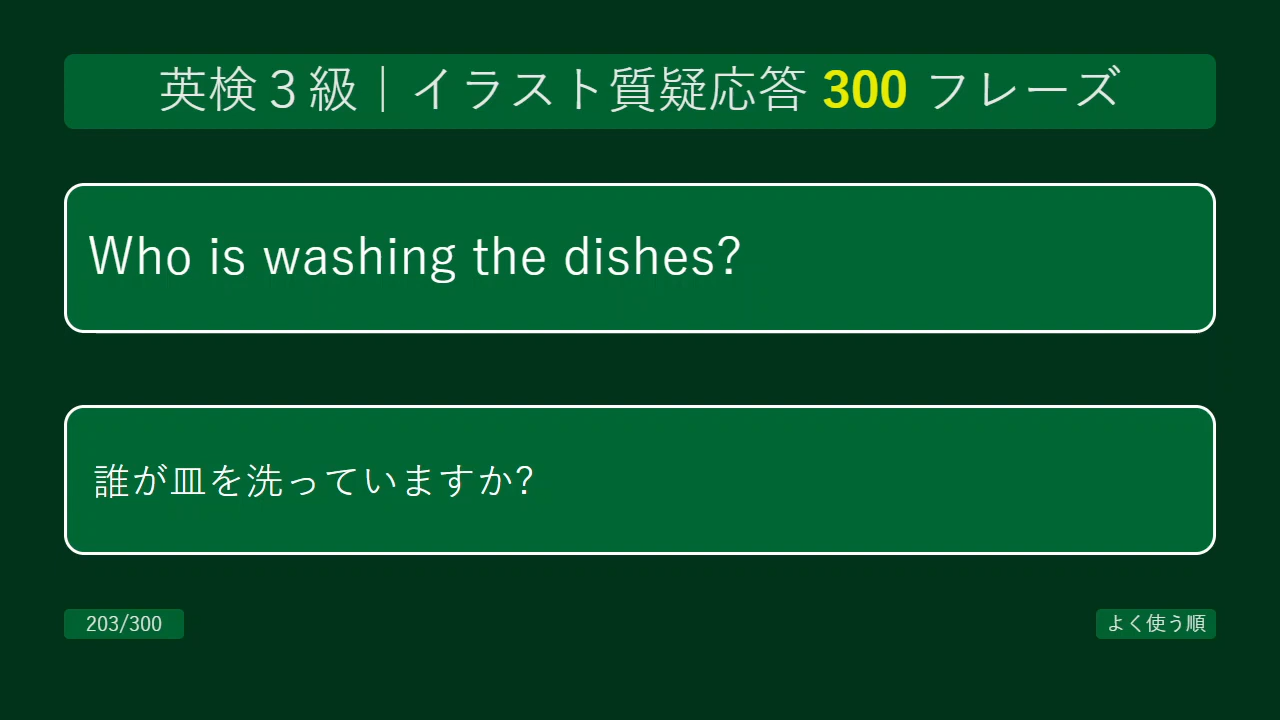 英検３級｜イラスト質疑応答 300 フレーズ
Who is washing the dishes?
誰が皿を洗っていますか?
203/300
よく使う順